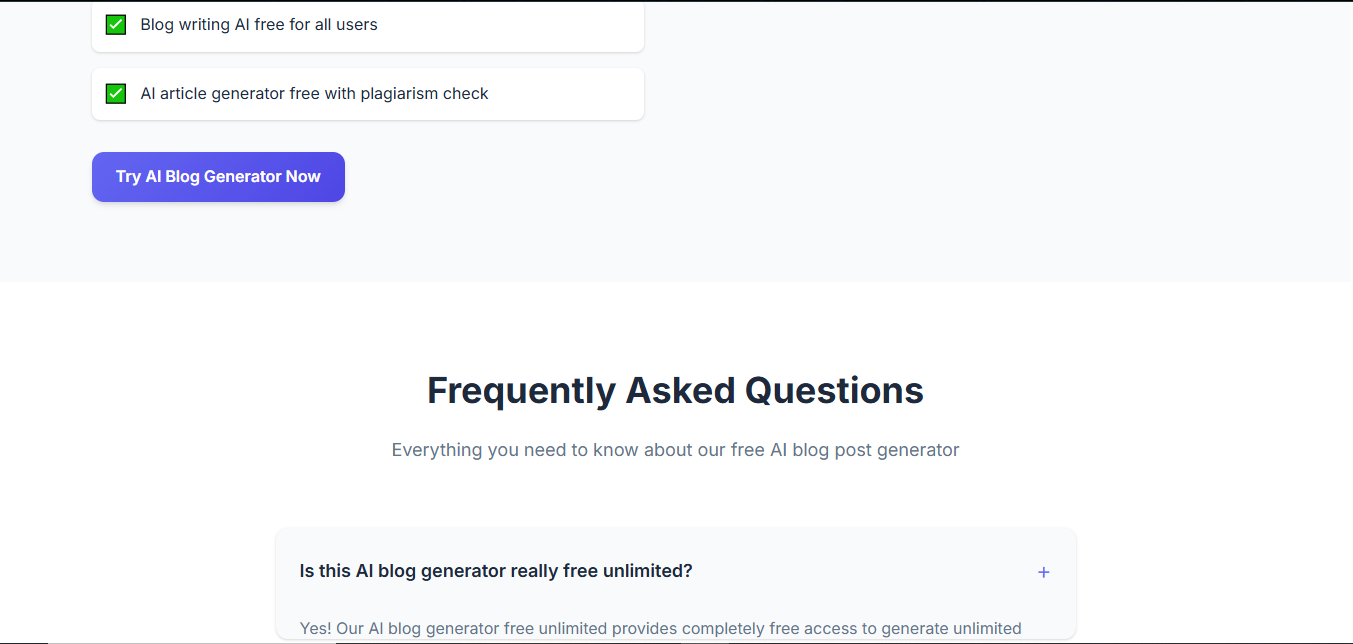 Blog writing AI free for all users
AI article generator free with plagiarism check
Try AI Blog Generator Now
Frequently Asked Questions
Everything you need to know about our free AI blog post generator
Is this AI blog generator really free unlimited?
+
Yes! Our AI blog generator free unlimited provides completely free access to generate unlimited